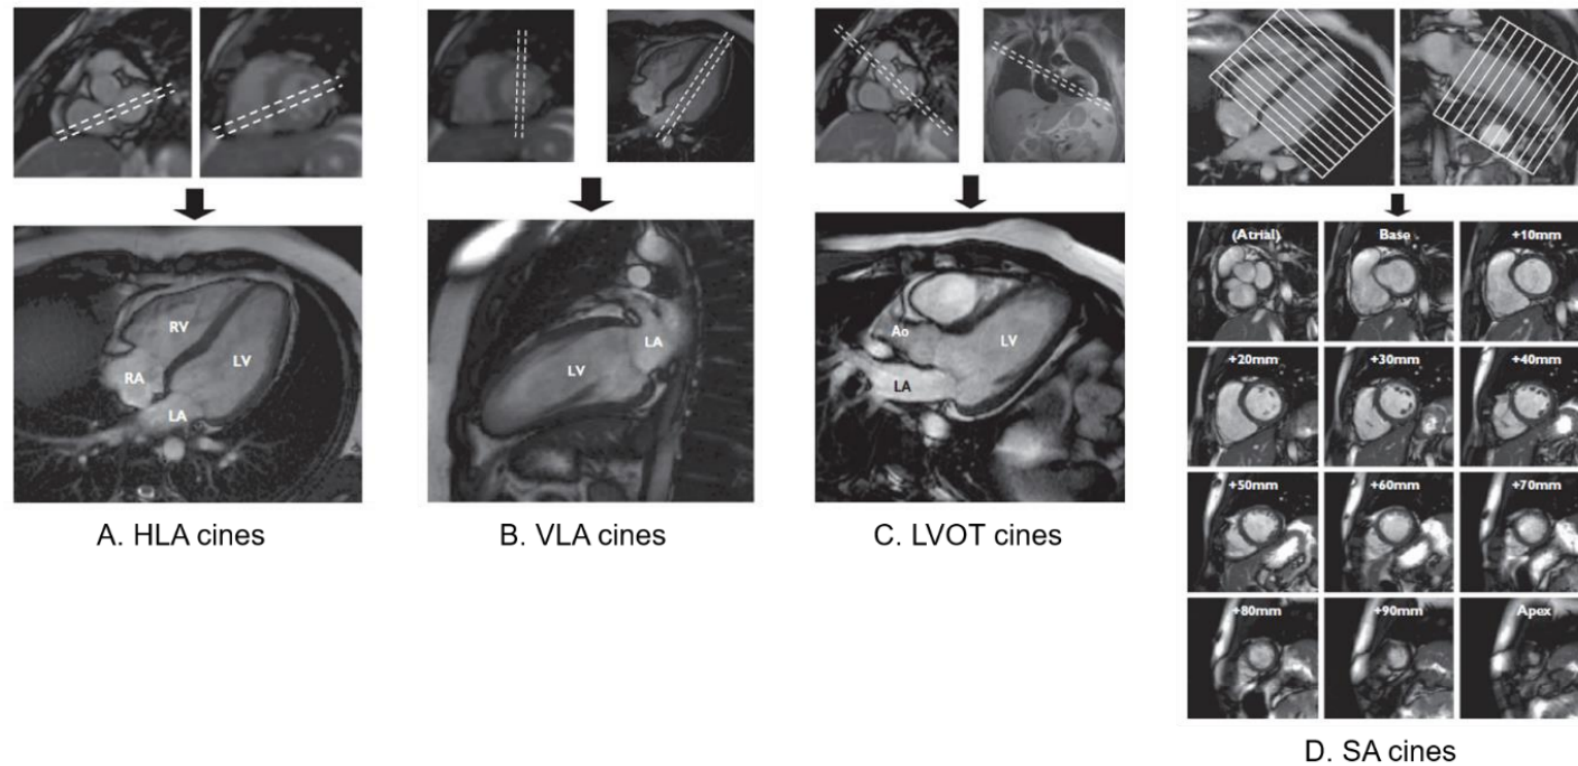 RV
LV
RA
LA
A. HLA cines
LA
LV
B. VLA cines
Ao
LV
LA
C. LVOT cines
(Atrial)
Base
+10mm
+20mm
+30mm
+40mm
+50mm
+60mm
+70mm
+80mm
+90mm
Apex
D. SA cines